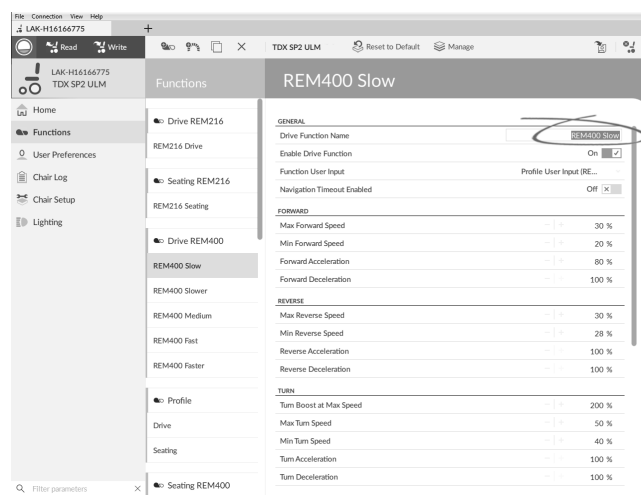 File Connection View Help
LAK-H16166775 +
Read Write TDX SP2 ULM Reset to Default Manage
LAK-H16166775
TDX SP2 ULM
Home
Functions
User Preferences
Chair Log
Chair Setup
Lighting
Filter parameters
Functions
Drive REM216
REM216 Drive
Seating REM216
REM216 Seating
Drive REM400
REM400 Slow
REM400 Slower
REM400 Medium
REM400 Fast
REM400 Faster
Profile
Drive
Seating
Seating REM400
REM400 Slow
GENERAL
Drive Function Name REM400 Slow
Enable Drive Function On
Function User Input Profile User Input (RE...
Navigation Timeout Enabled Off
FORWARD
Max Forward Speed − + 30 %
Min Forward Speed − + 20 %
Forward Acceleration − + 80 %
Forward Deceleration − + 100 %
REVERSE
Max Reverse Speed − + 30 %
Min Reverse Speed − + 28 %
Reverse Acceleration − + 100 %
Reverse Deceleration − + 100 %
TURN
Turn Boost at Max Speed − + 200 %
Max Turn Speed − + 50 %
Min Turn Speed − + 40 %
Turn Acceleration − + 100 %
Turn Deceleration − + 100 %